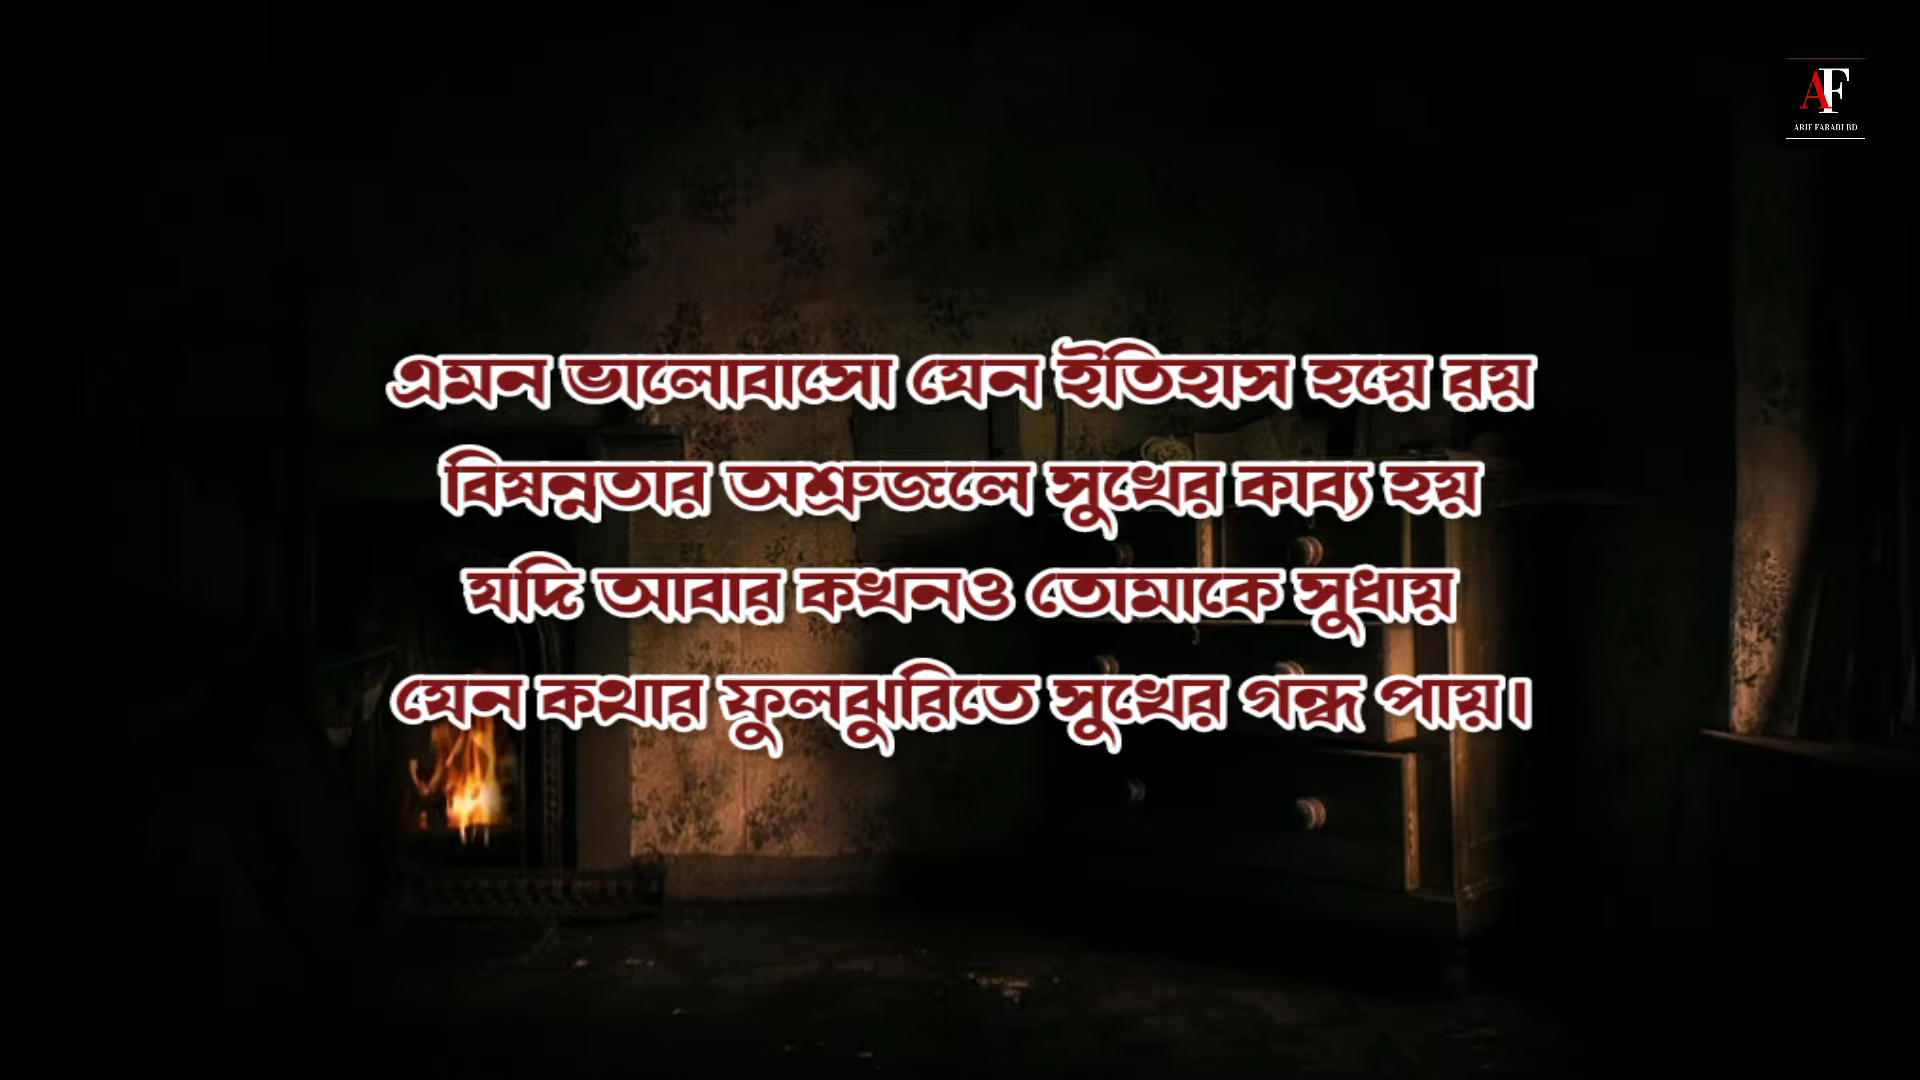 AF
ARIF FARABI BD
এমন ভালোবাসো যেন ইতিহাস হয়ে রয়
বিষন্নতার অশ্রুজলে সুখের কাব্য হয়
যদি আবার কখনও তোমাকে সুধায়
যেন কথার ফুলঝুরিতে সুখের গন্ধ পায়।